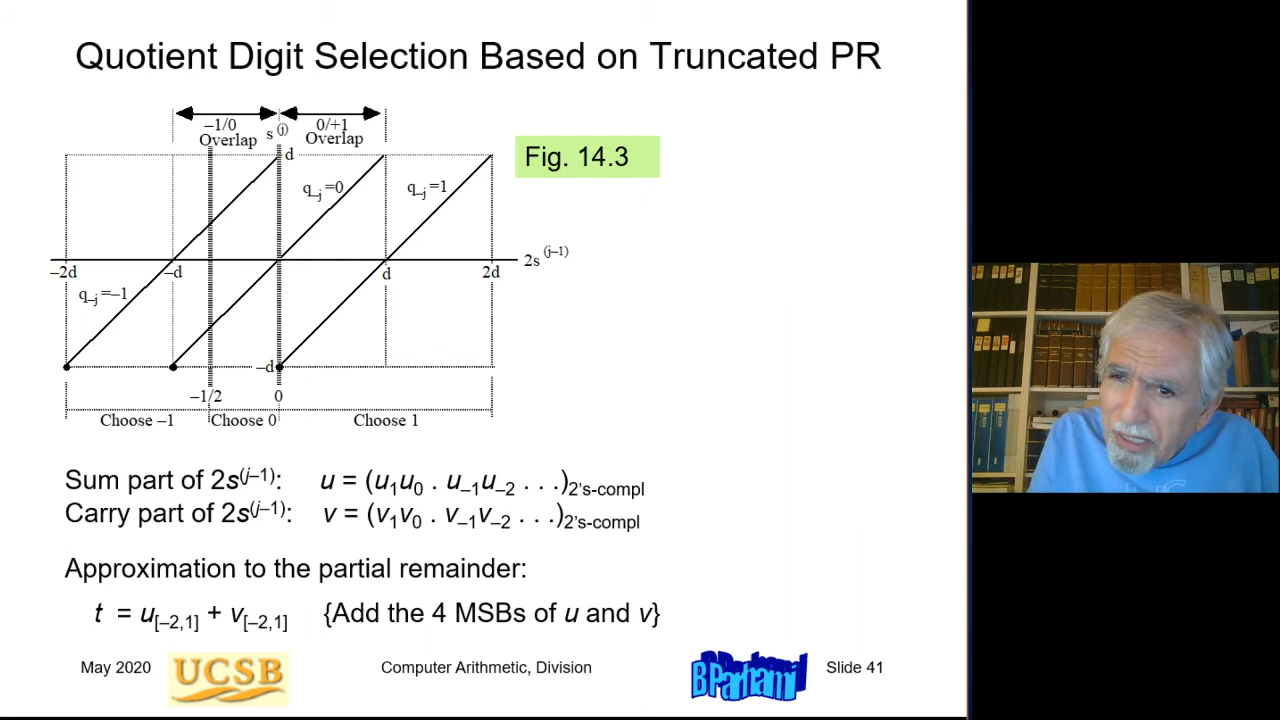 Quotient Digit Selection Based on Truncated PR
–1/0 0/+1
Overlap s (j) Overlap
d
Fig. 14.3
q–j=0 q–j=1
2s (j–1)
–2d –d d 2d
q–j=–1
–d
–1/2 0
Choose –1 Choose 0 Choose 1
Sum part of 2s(j–1): u = (u1u0 . u–1u–2 . . .)2's-compl
Carry part of 2s(j–1): v = (v1v0 . v–1v–2 . . .)2's-compl
Approximation to the partial remainder:
t = u[–2,1] + v[–2,1] {Add the 4 MSBs of u and v}
May 2020 UCSB Computer Arithmetic, Division B Parhami Slide 41